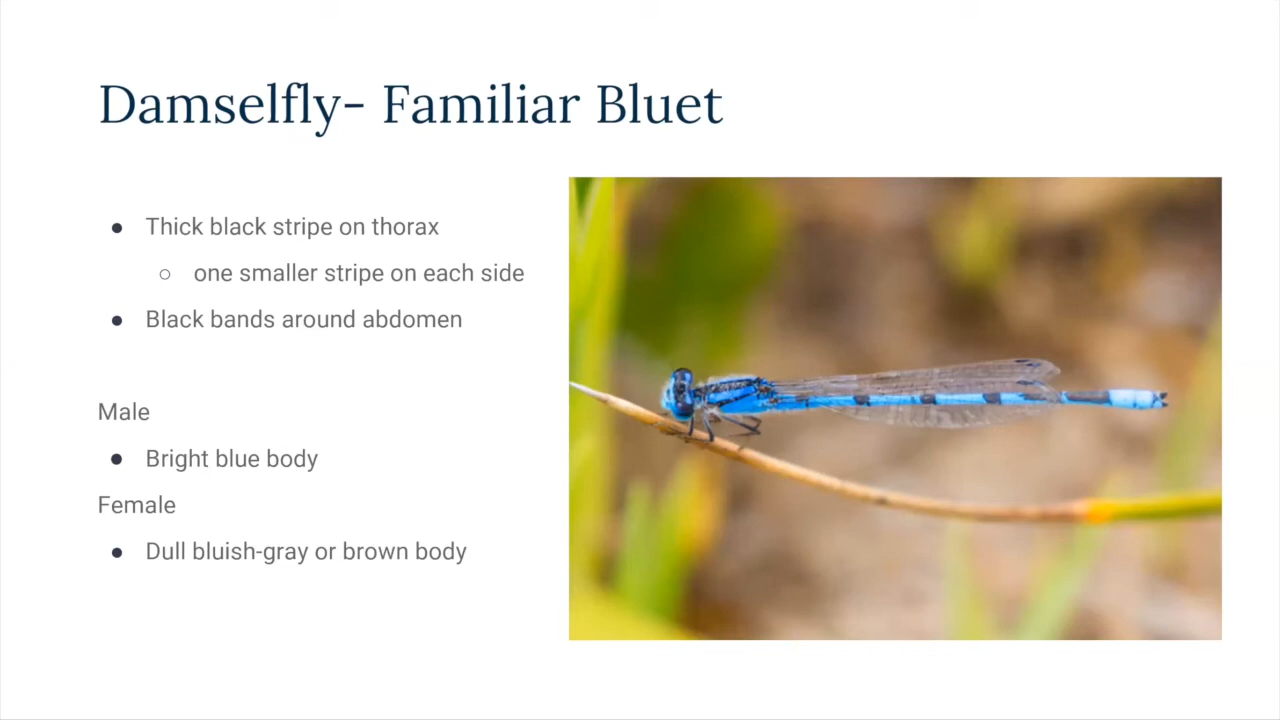 Damselfly- Familiar Bluet
● Thick black stripe on thorax
○ one smaller stripe on each side
● Black bands around abdomen
Male
● Bright blue body
Female
● Dull bluish-gray or brown body